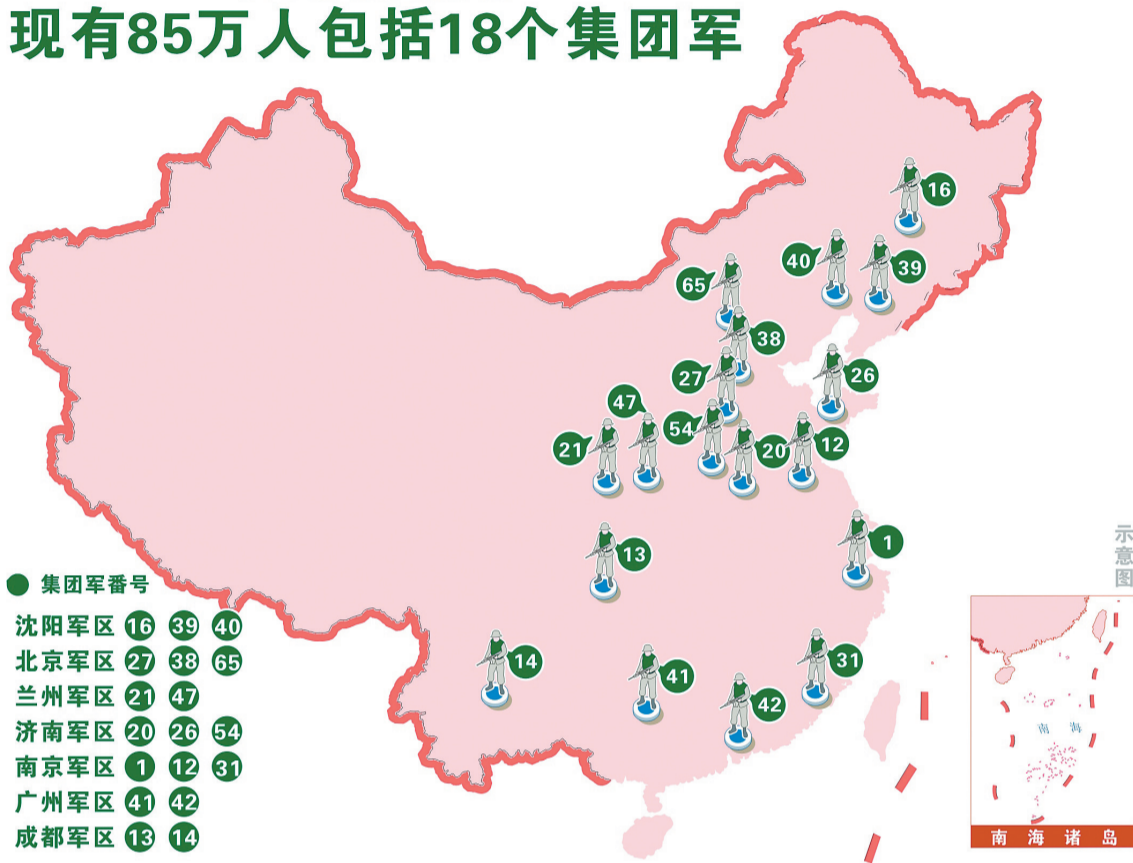 现有85万人包括18个集团军
16
40
39
65
38
27
26
47
54
21
20
12
13
1
14
41
31
42
集团军番号
沈阳军区 16 39 40
北京军区 27 38 65
兰州军区 21 47
济南军区 20 26 54
南京军区 1 12 31
广州军区 41 42
成都军区 13 14
示意图
南海
南海诸岛